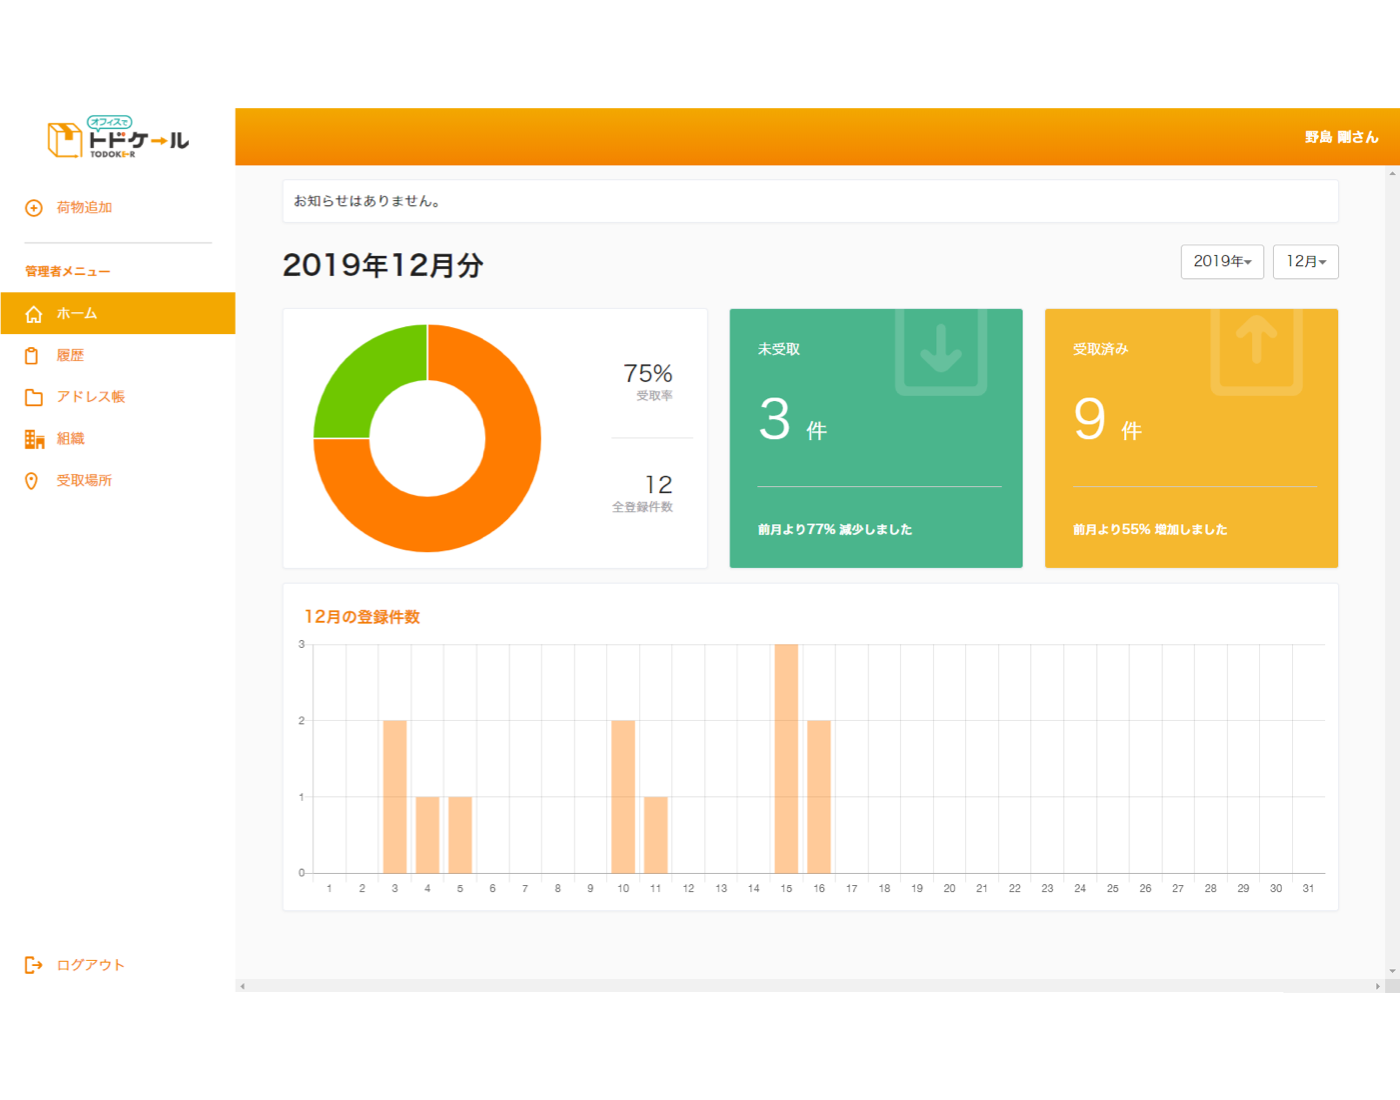 オフィスで
トドケール
TODOKER
野島 剛さん
荷物追加
お知らせはありません。
管理者メニュー
2019年12月分
2019年
12月
ホーム
履歴
アドレス帳
組織
受取場所
75%
受取率
12
全登録件数
未受取
3 件
前月より77% 減少しました
受取済み
9 件
前月より55% 増加しました
12月の登録件数
3
2
1
0
1 2 3 4 5 6 7 8 9 10 11 12 13 14 15 16 17 18 19 20 21 22 23 24 25 26 27 28 29 30 31
ログアウト